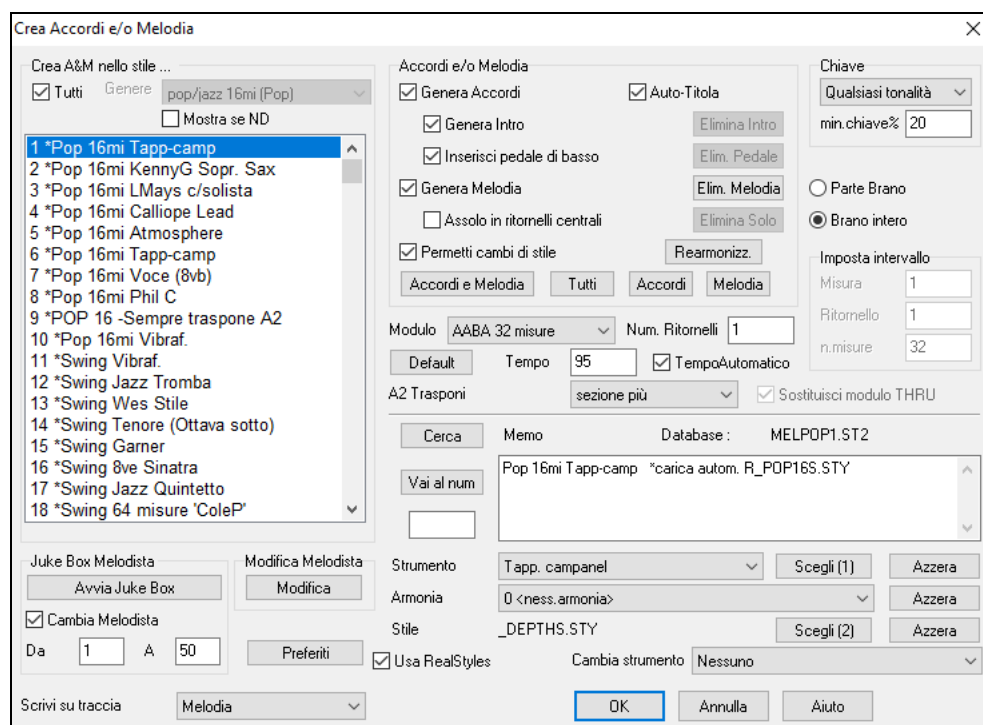 Crea Accordi e/o Melodia
Crea A&M nello stile ...
Tutti Genere pop/jazz 16mi (Pop)
Mostra se ND
1 *Pop 16mi Tapp-camp
2 *Pop 16mi KennyG Sopr. Sax
3 *Pop 16mi LMays c/solista
4 *Pop 16mi Calliope Lead
5 *Pop 16mi Atmosphere
6 *Pop 16mi Tapp-camp
7 *Pop 16mi Voce (8vb)
8 *Pop 16mi Phil C
9 *POP 16 -Sempre traspone A2
10 *Pop 16mi Vibraf.
11 *Swing Vibraf.
12 *Swing Jazz Tromba
13 *Swing Wes Stile
14 *Swing Tenore (Ottava sotto)
15 *Swing Garner
16 *Swing 8ve Sinatra
17 *Swing Jazz Quintetto
18 *Swing 64 misure 'ColeP'
Juke Box Melodista
Avvia Juke Box
Cambia Melodista
Da 1 A 50
Modifica Melodista
Modifica
Preferiti
Scrivi su traccia Melodia
Accordi e/o Melodia
Genera Accordi Auto-Titola
Genera Intro Elimina Intro
Inserisci pedale di basso Elim. Pedale
Genera Melodia Elim. Melodia
Assolo in ritornelli centrali Elimina Solo
Permetti cambi di stile Rearmonizz.
Accordi e Melodia Tutti Accordi Melodia
Chiave
Qualsiasi tonalità
min.chiave% 20
Parte Brano
Brano intero
Imposta intervallo
Misura 1
Ritornello 1
n.misure 32
Modulo AABA 32 misure Num. Ritornelli 1
Default Tempo 95 TempoAutomatico
A2 Trasponi sezione più Sostituisci modulo THRU
Cerca Memo Database : MELPOP1.ST2
Vai al num
Pop 16mi Tapp-camp *carica autom. R_POP16S.STY
Strumento Tapp. campanel Scegli (1) Azzera
Armonia 0 <ness.armonia> Azzera
Stile _DEPTHS.STY Scegli (2) Azzera
Usa RealStyles Cambia strumento Nessuno
OK Annulla Aiuto